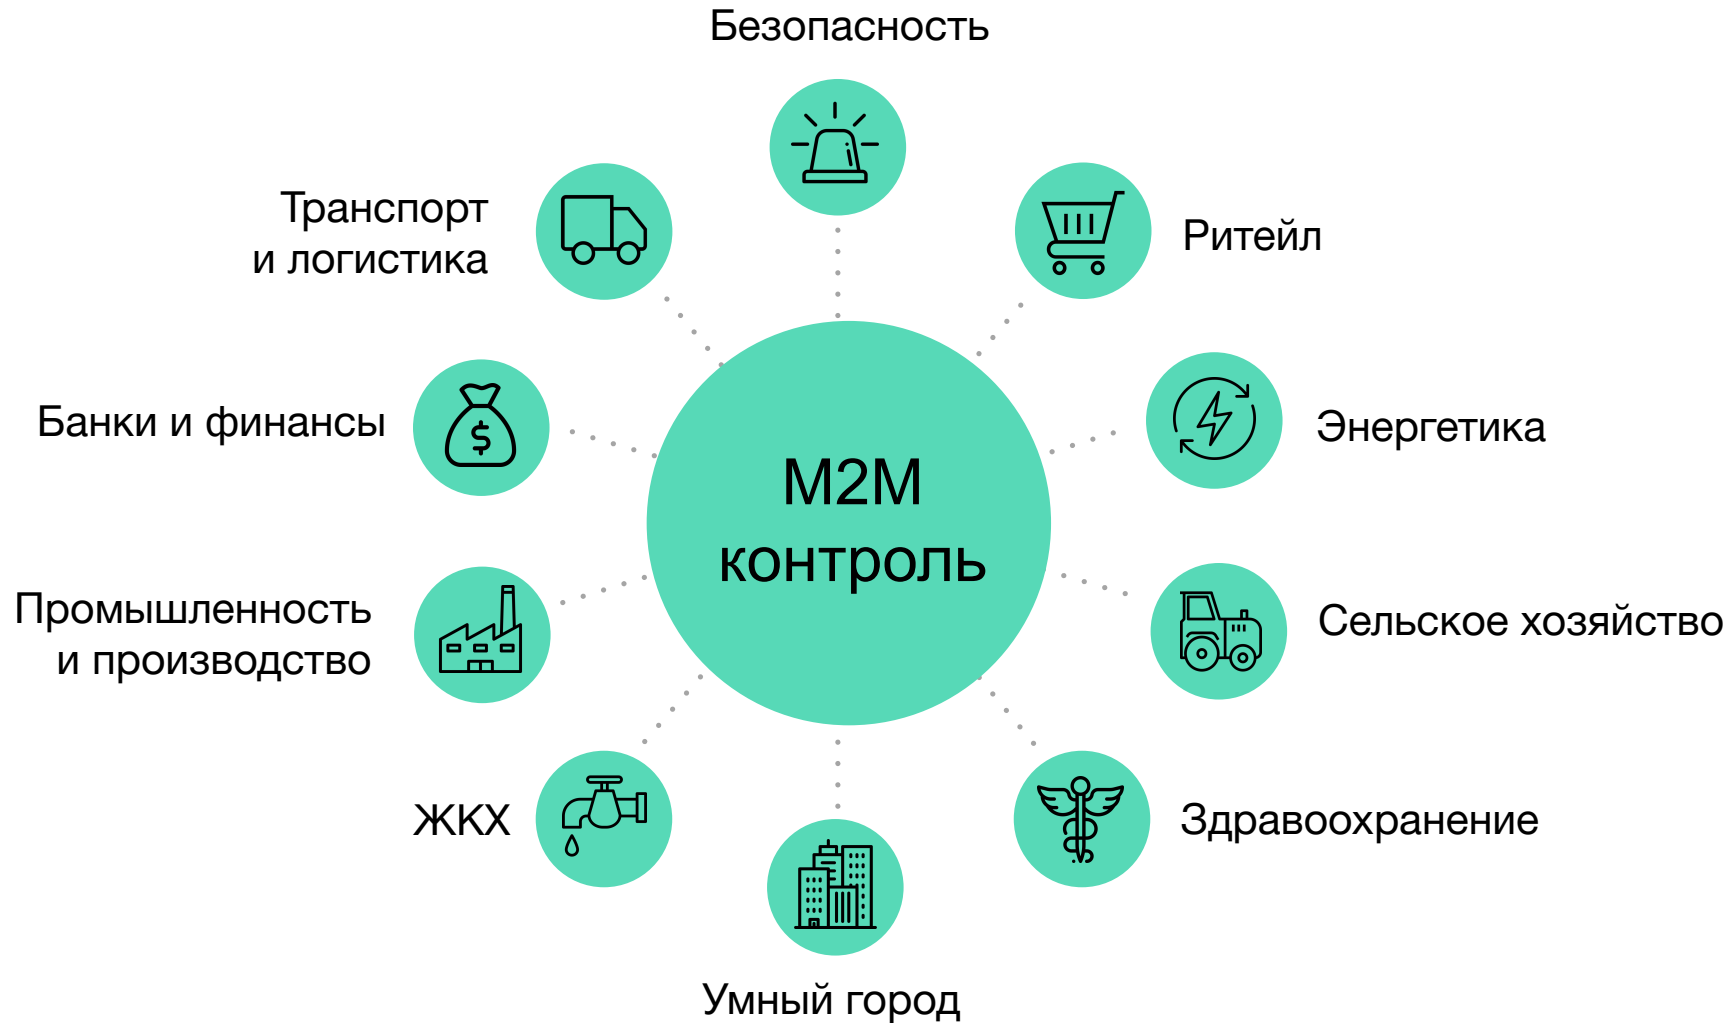 Безопасность
Транспорт
и логистика
Ритейл
Банки и финансы
Энергетика
М2М
контроль
Промышленность
и производство
Сельское хозяйство
ЖКХ
Здравоохранение
Умный город